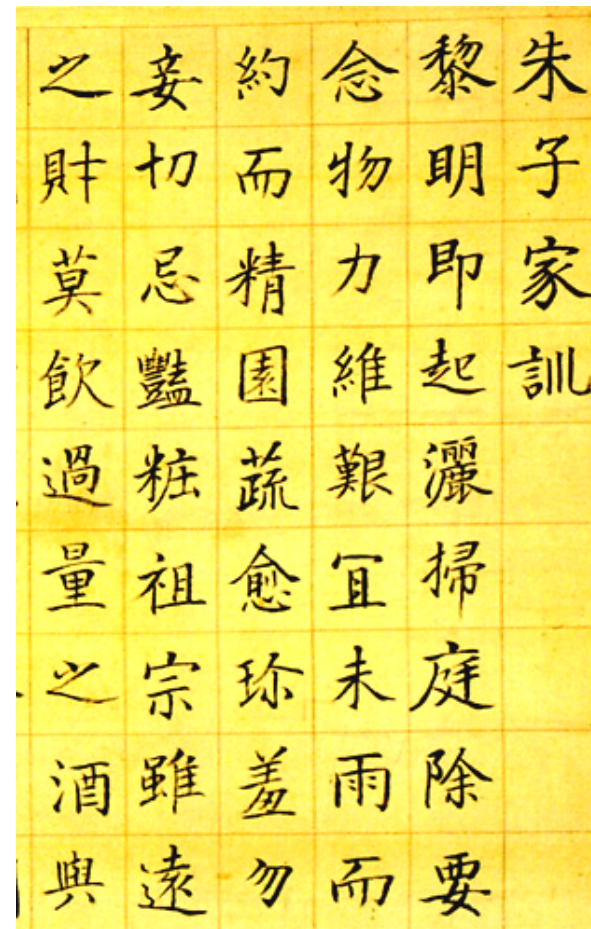 朱子家訓
黎明即起灑掃庭除要
念物力維艱宜未雨而
約而精園蔬愈珍羞勿
妾切忌豔粧祖宗雖遠
之財莫飲過量之酒與